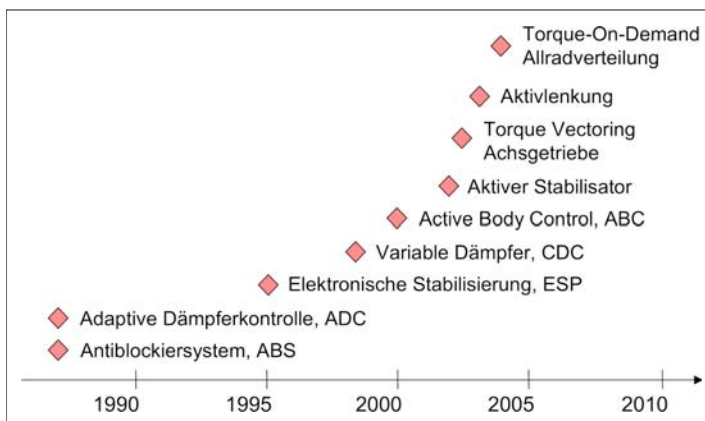 Torque-On-Demand
Allradverteilung
Aktivlenkung
Torque Vectoring
Achsgetriebe
Aktiver Stabilisator
Active Body Control, ABC
Variable Dämpfer, CDC
Elektronische Stabilisierung, ESP
Adaptive Dämpferkontrolle, ADC
Antiblockiersystem, ABS
1990 1995 2000 2005 2010